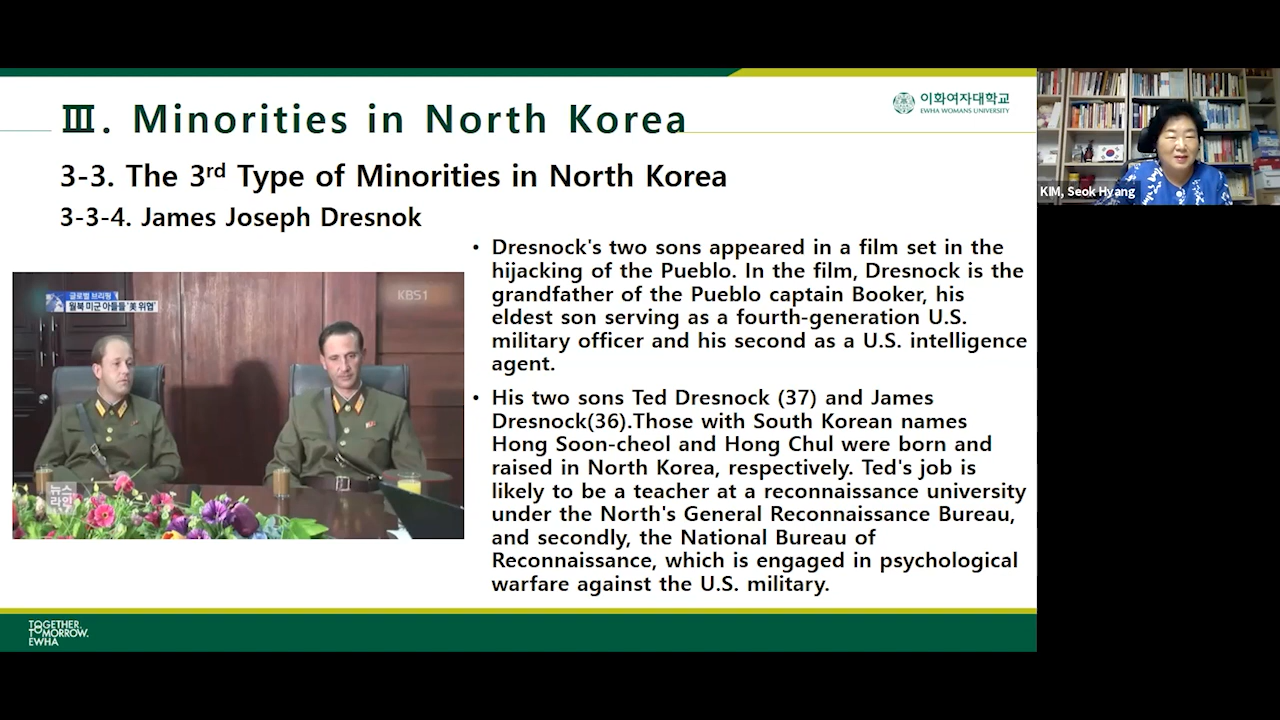 Ⅲ. Minorities in North Korea
이화여자대학교
EWHA WOMANS UNIVERSITY
KIM, Seok Hyang
3-3. The 3rd Type of Minorities in North Korea
3-3-4. James Joseph Dresnok
글로벌 브리핑
월북 미군 아들들 '美 위협'
KBS1
뉴스
라인
• Dresnock's two sons appeared in a film set in the
hijacking of the Pueblo. In the film, Dresnock is the
grandfather of the Pueblo captain Booker, his
eldest son serving as a fourth-generation U.S.
military officer and his second as a U.S. intelligence
agent.
• His two sons Ted Dresnock (37) and James
Dresnock(36).Those with South Korean names
Hong Soon-cheol and Hong Chul were born and
raised in North Korea, respectively. Ted's job is
likely to be a teacher at a reconnaissance university
under the North's General Reconnaissance Bureau,
and secondly, the National Bureau of
Reconnaissance, which is engaged in psychological
warfare against the U.S. military.
TOGETHER.
TOMORROW.
EWHA